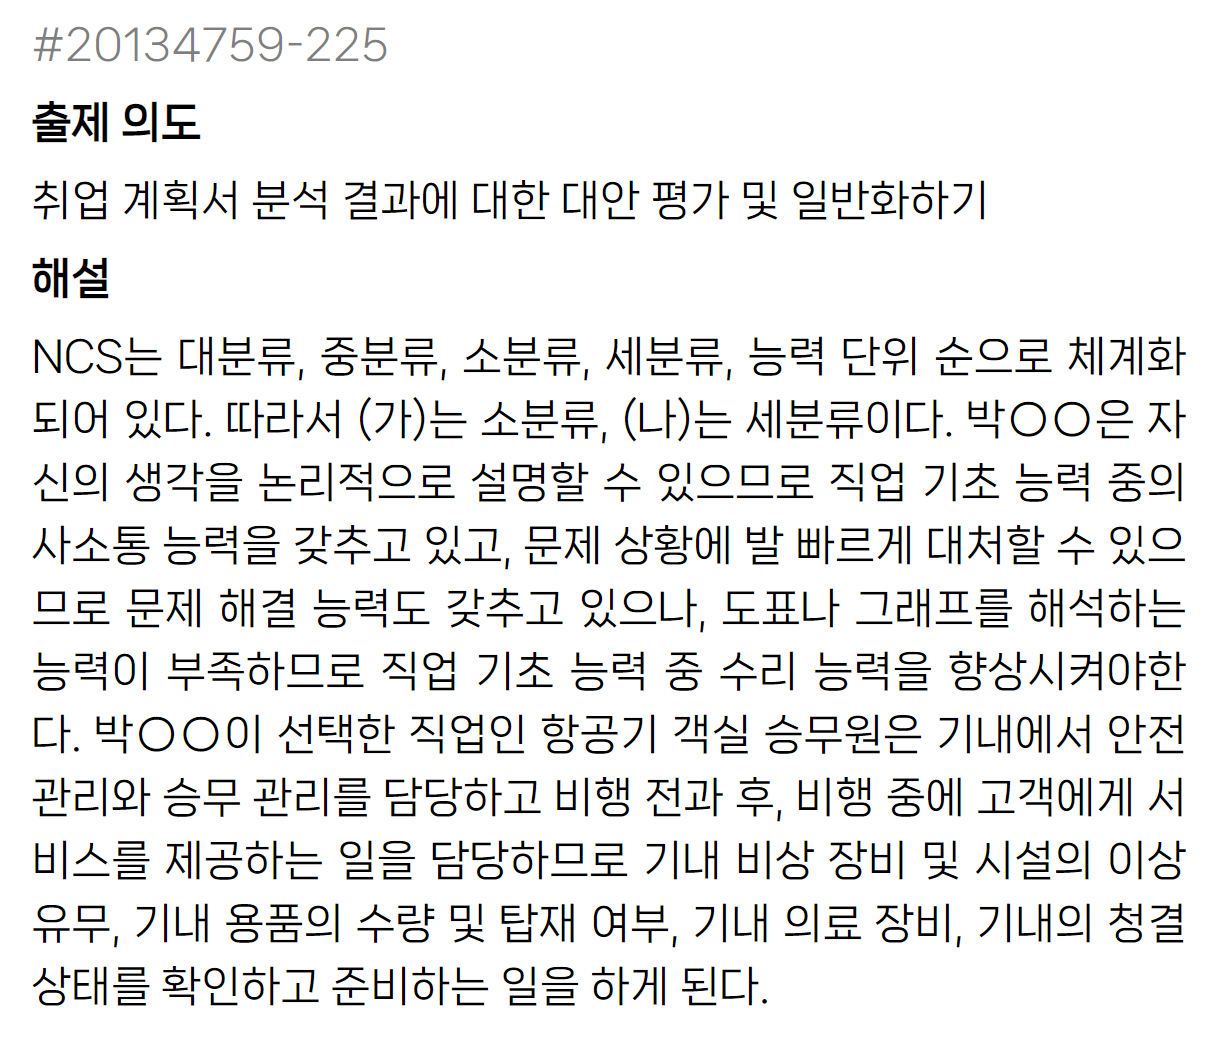 #20134759-225
출제 의도
취업 계획서 분석 결과에 대한 대안 평가 및 일반화하기
해설
NCS는 대분류, 중분류, 소분류, 세분류, 능력 단위 순으로 체계화
되어 있다. 따라서 (가)는 소분류, (나)는 세분류이다. 박○○은 자
신의 생각을 논리적으로 설명할 수 있으므로 직업 기초 능력 중의
사소통 능력을 갖추고 있고, 문제 상황에 발 빠르게 대처할 수 있으
므로 문제 해결 능력도 갖추고 있으나, 도표나 그래프를 해석하는
능력이 부족하므로 직업 기초 능력 중 수리 능력을 향상시켜야한
다. 박○○이 선택한 직업인 항공기 객실 승무원은 기내에서 안전
관리와 승무 관리를 담당하고 비행 전과 후, 비행 중에 고객에게 서
비스를 제공하는 일을 담당하므로 기내 비상 장비 및 시설의 이상
유무, 기내 용품의 수량 및 탑재 여부, 기내 의료 장비, 기내의 청결
상태를 확인하고 준비하는 일을 하게 된다.